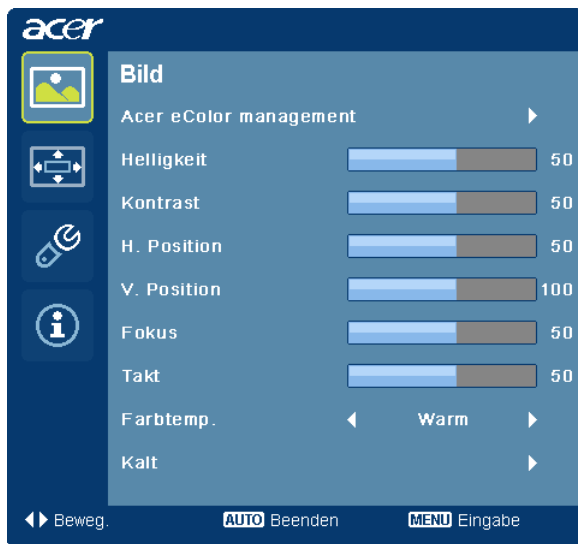 acer
Bild
Acer eColor management
Helligkeit 50
Kontrast 50
H. Position 50
V. Position 100
Fokus 50
Takt 50
Farbtemp. Warm
Kalt
Beweg. AUTO Beenden MENU Eingabe